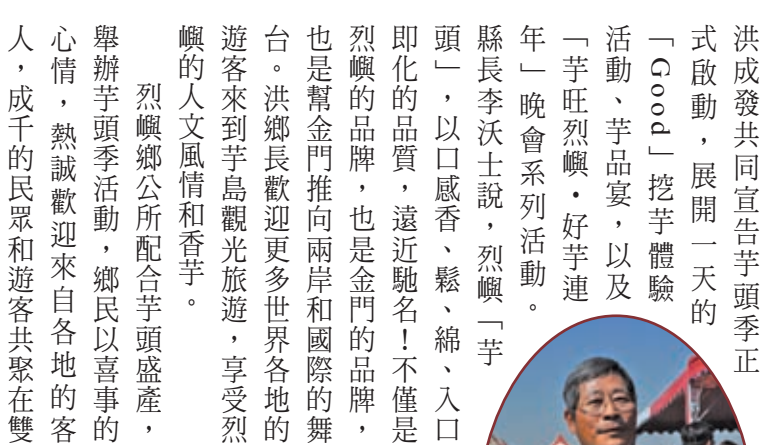 洪成發共同宣告芋頭季正
式啟動，展開一天的
「Good」挖芋體驗
活動、芋品宴，以及
「芋旺烈嶼・好芋連
年」晚會系列活動。
縣長李沃士說，烈嶼「芋
頭」，以口感香、鬆、綿、入口
即化的品質，遠近馳名！不僅是
烈嶼的品牌，也是金門的品牌，
也是幫金門推向兩岸和國際的舞
台。洪鄉長歡迎更多世界各地的
遊客來到芋島觀光旅遊，享受烈
嶼的人文風情和香芋。
烈嶼鄉公所配合芋頭盛產，
舉辦芋頭季活動，鄉民以喜事的
心情，熱誠歡迎來自各地的客
人，成千的民眾和遊客共聚在雙